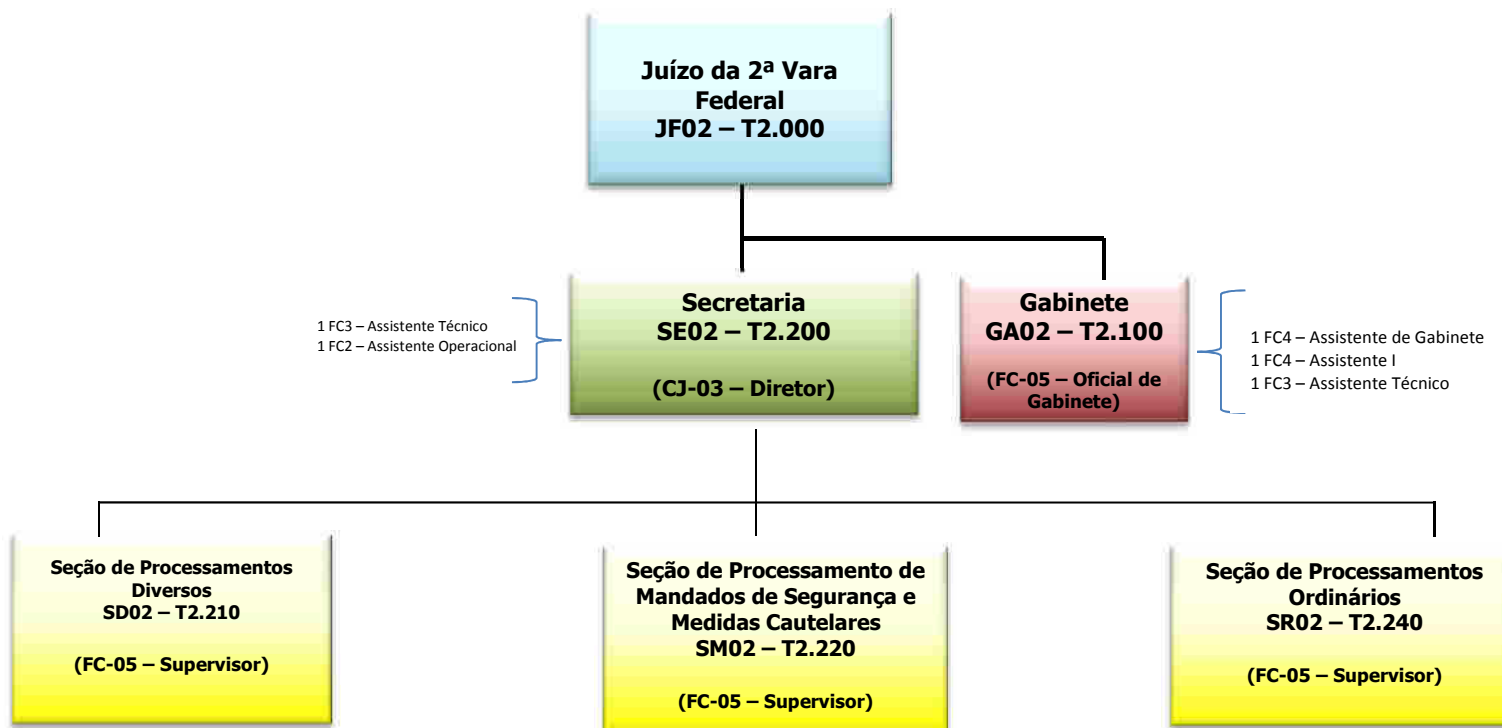 Juízo da 2ª Vara
Federal
JF02 – T2.000
1 FC3 – Assistente Técnico
1 FC2 – Assistente Operacional
Secretaria
SE02 – T2.200
(CJ-03 – Diretor)
Gabinete
GA02 – T2.100
(FC-05 – Oficial de
Gabinete)
1 FC4 – Assistente de Gabinete
1 FC4 – Assistente I
1 FC3 – Assistente Técnico
Seção de Processamentos
Diversos
SD02 – T2.210
(FC-05 – Supervisor)
Seção de Processamento de
Mandados de Segurança e
Medidas Cautelares
SM02 – T2.220
(FC-05 – Supervisor)
Seção de Processamentos
Ordinários
SR02 – T2.240
(FC-05 – Supervisor)